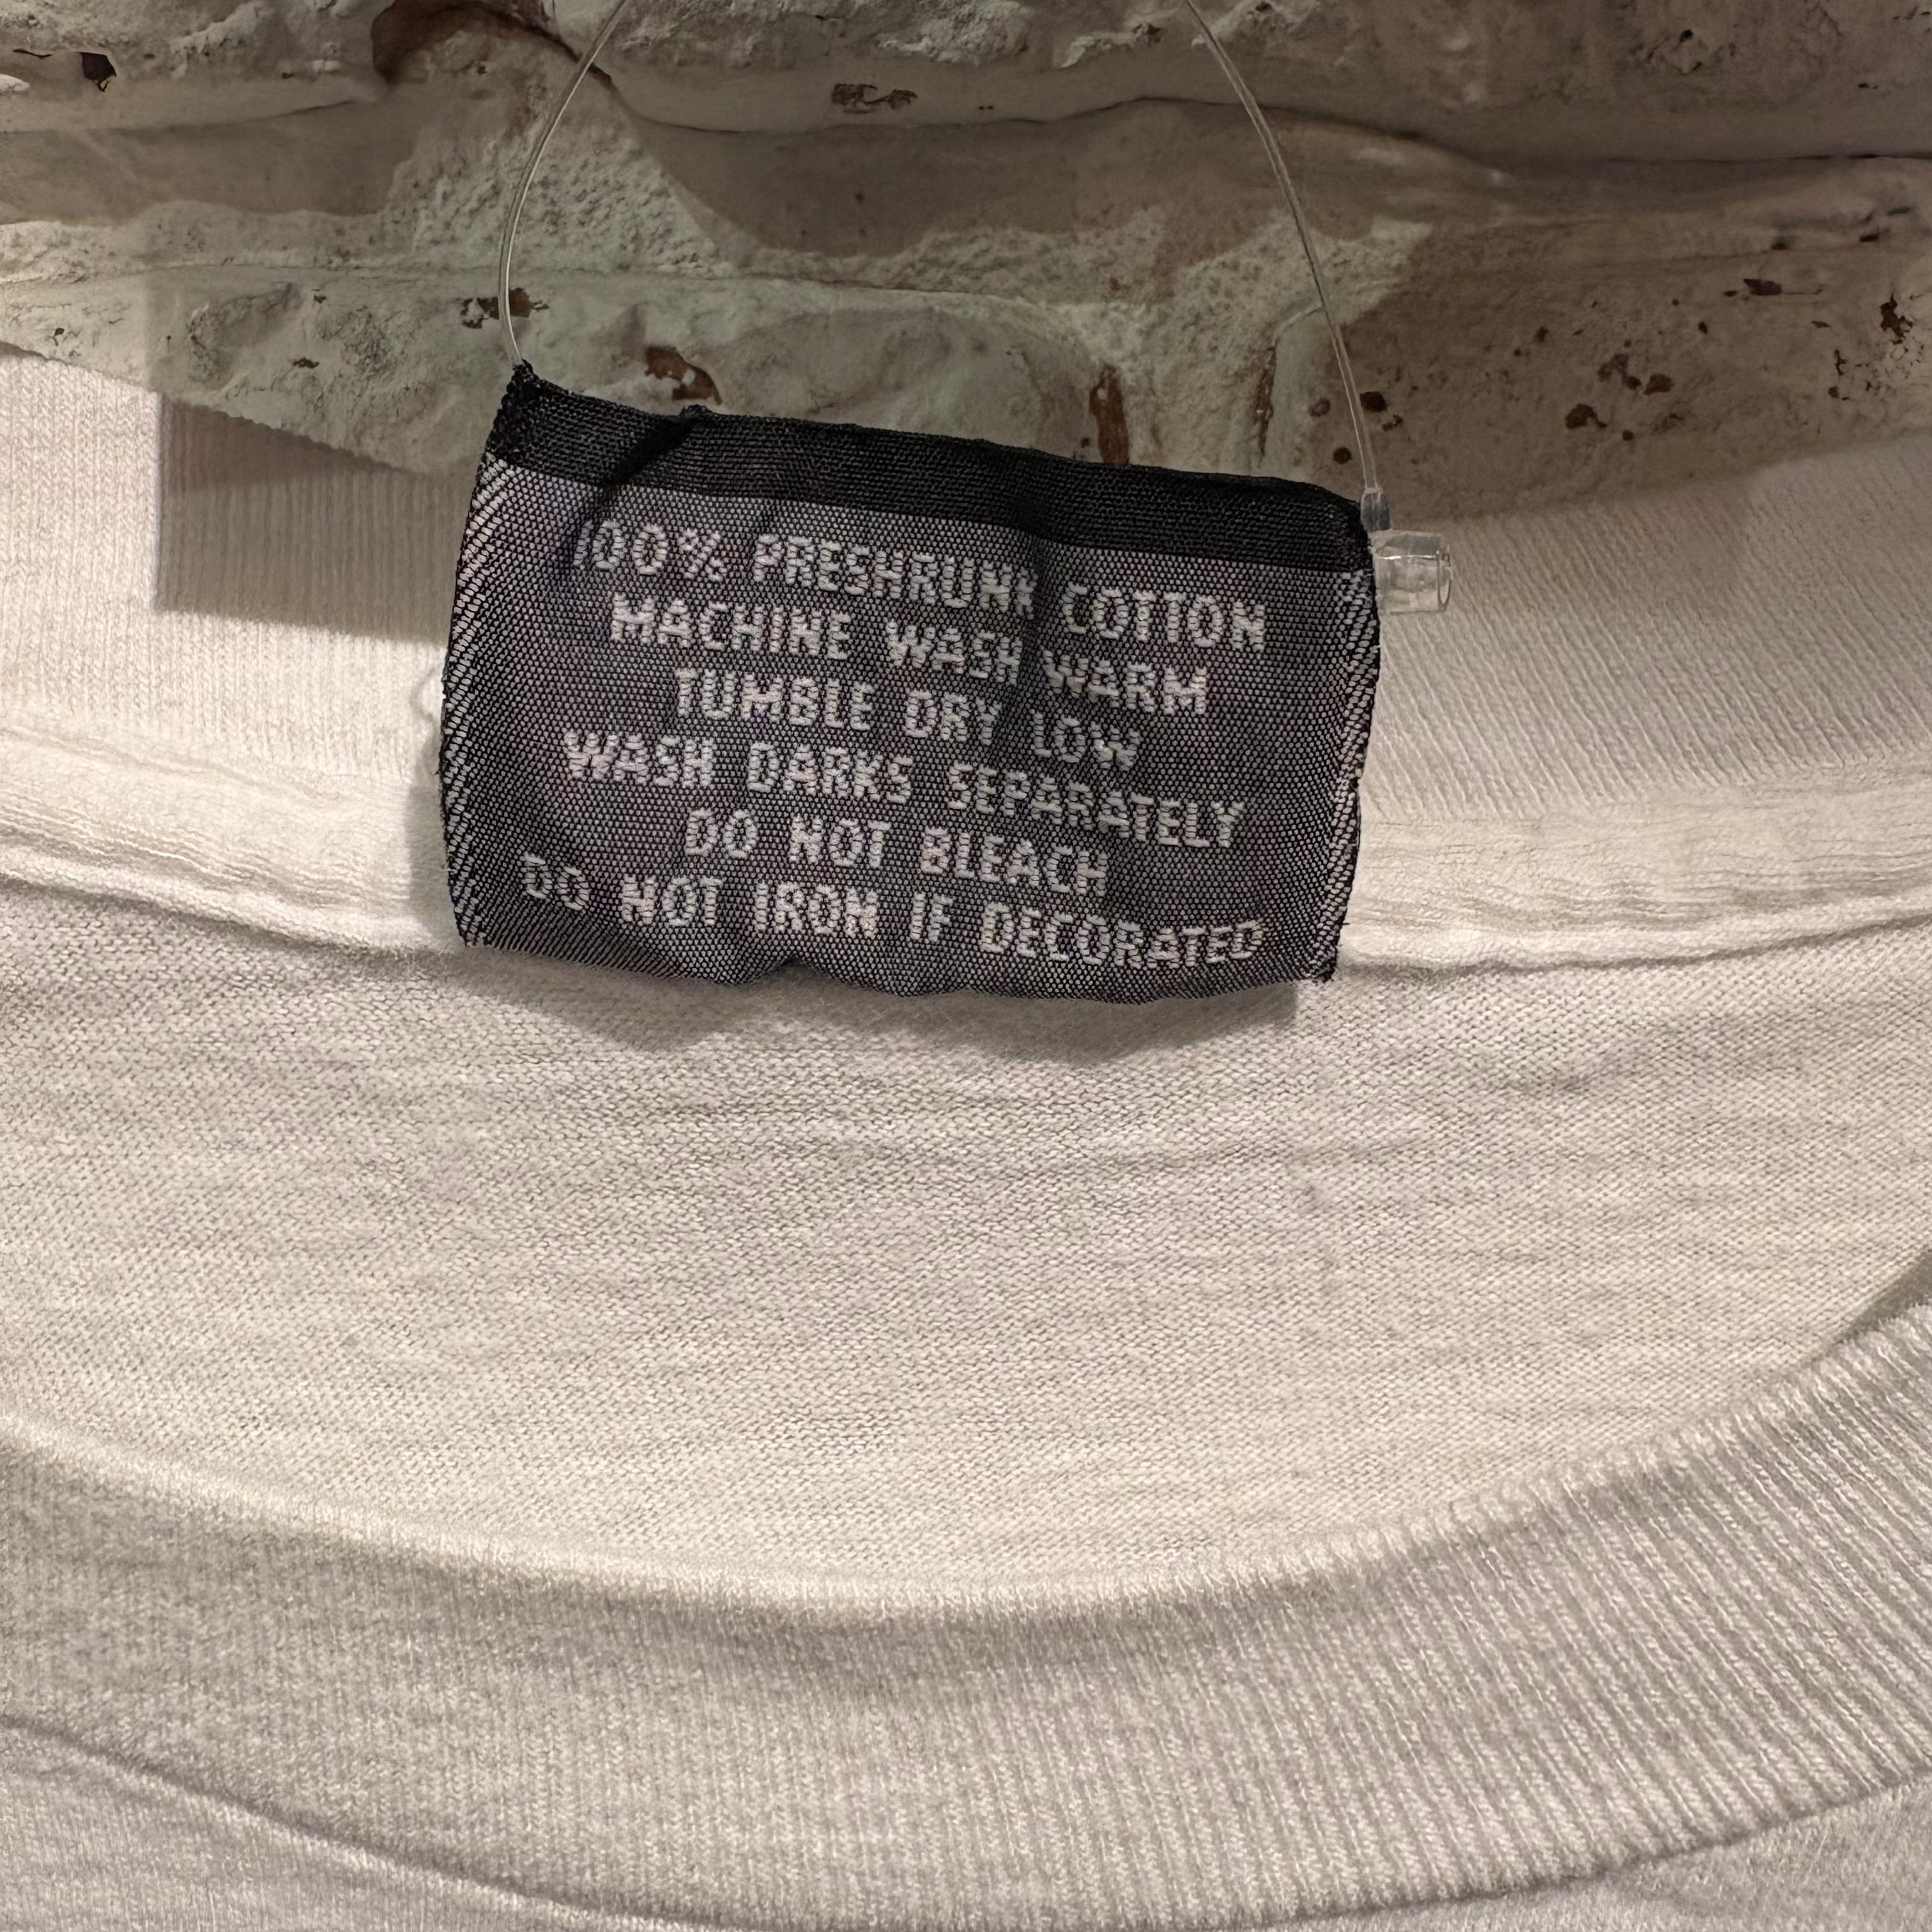 100% PRESHRUNK COTTON
MACHINE WASH WARM
TUMBLE DRY LOW
WASH DARKS SEPARATELY
DO NOT BLEACH
DO NOT IRON IF DECORATED